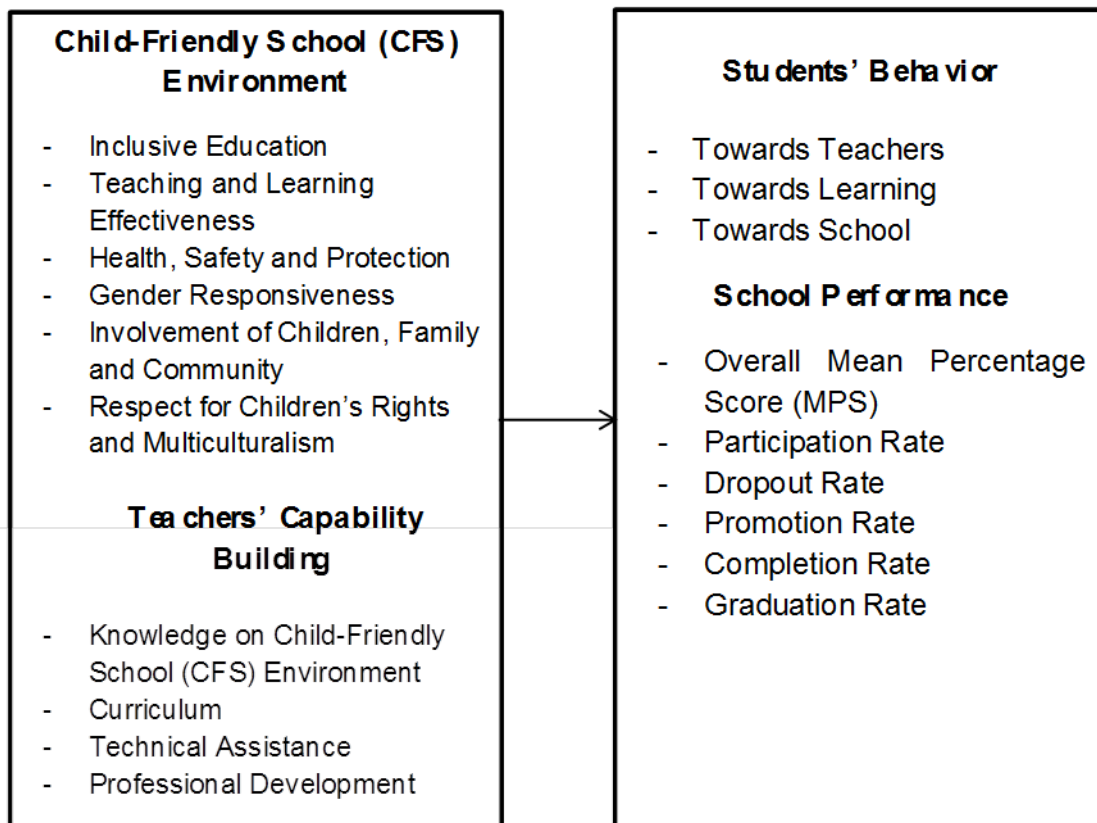 Child-Friendly School (CFS)
Environment
- Inclusive Education
- Teaching and Learning
Effectiveness
- Health, Safety and Protection
- Gender Responsiveness
- Involvement of Children, Family
and Community
- Respect for Children's Rights
and Multiculturalism
Teachers' Capability
Building
- Knowledge on Child-Friendly
School (CFS) Environment
- Curriculum
- Technical Assistance
- Professional Development
Students' Behavior
- Towards Teachers
- Towards Learning
- Towards School
School Performance
- Overall Mean Percentage
Score (MPS)
- Participation Rate
- Dropout Rate
- Promotion Rate
- Completion Rate
- Graduation Rate